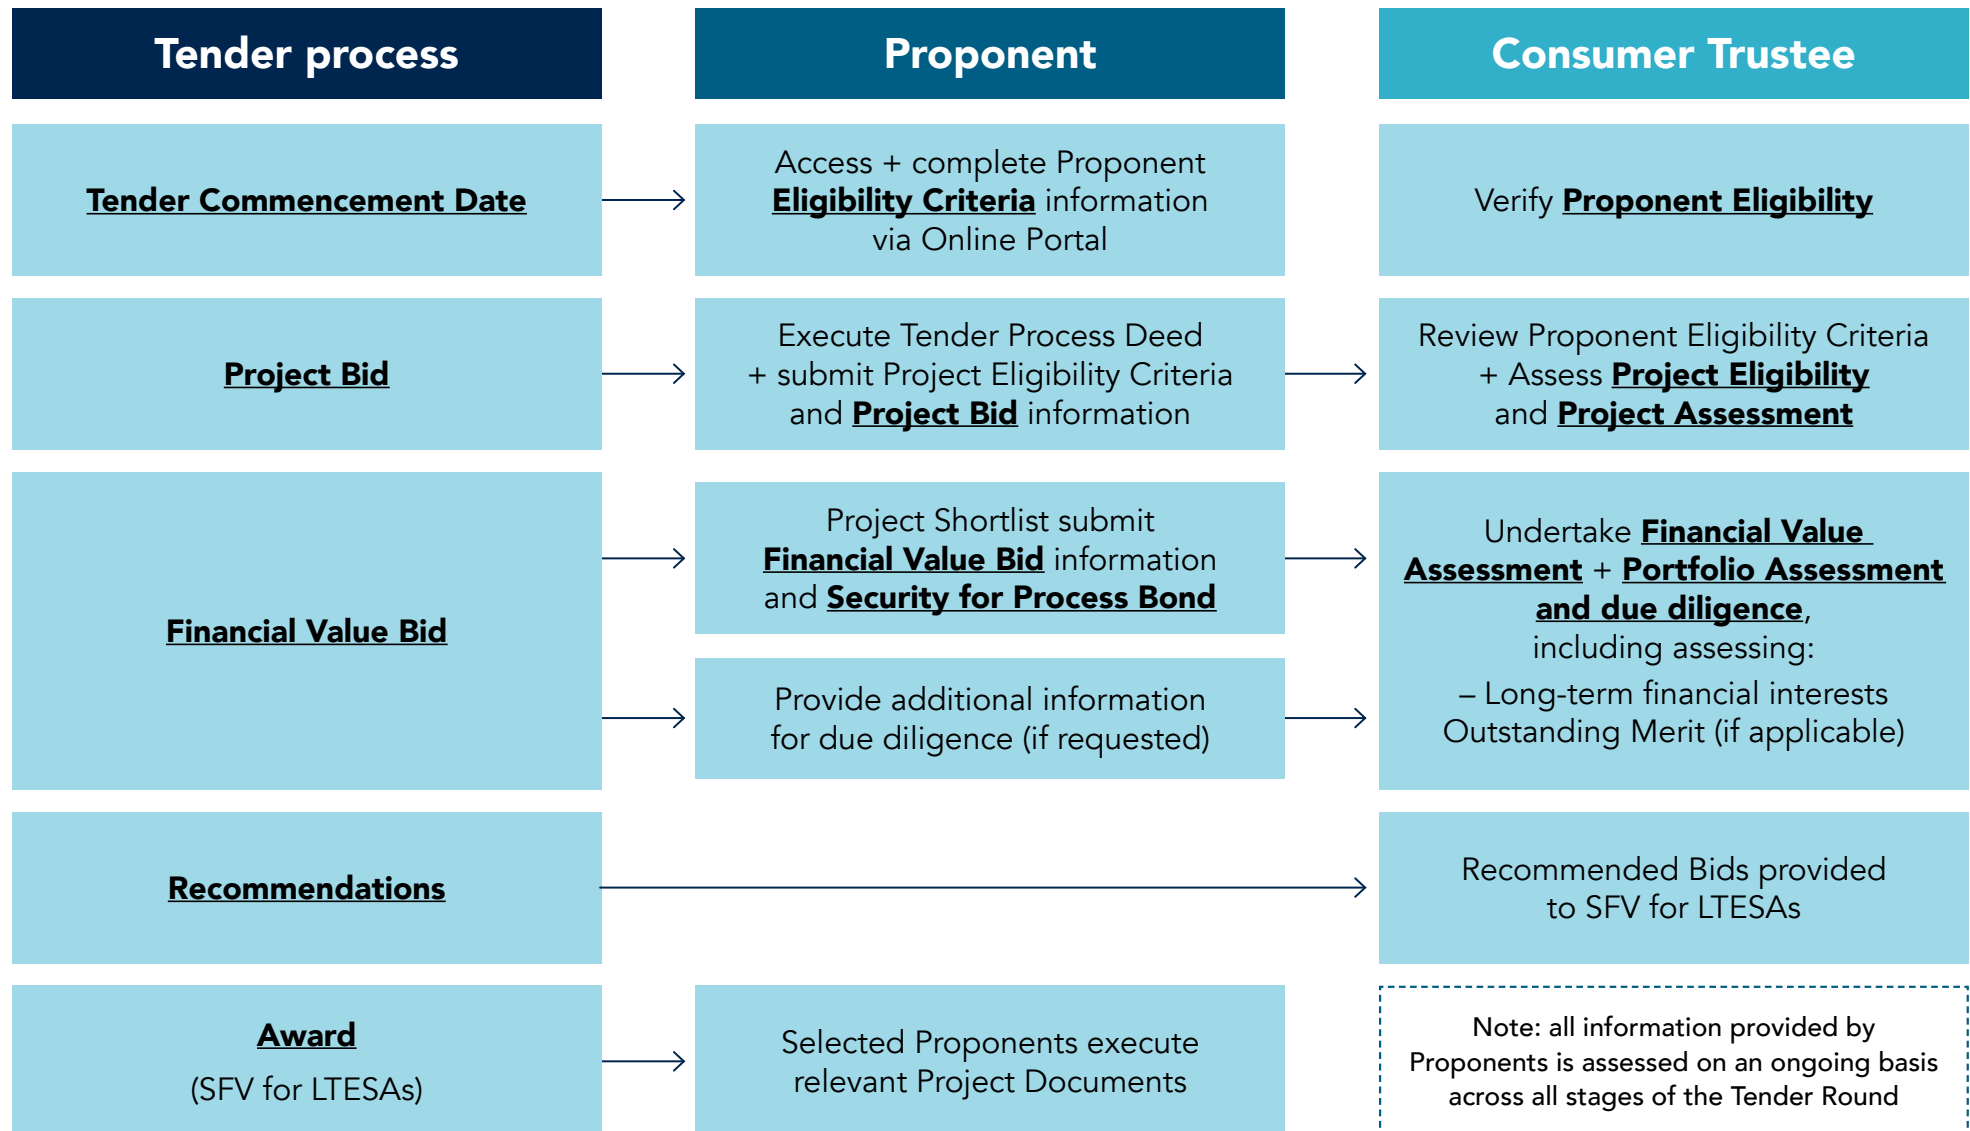 Tender process
Proponent
Consumer Trustee
Tender Commencement Date
Access + complete Proponent
Eligibility Criteria information
via Online Portal
Verify Proponent Eligibility
Project Bid
Execute Tender Process Deed
+ submit Project Eligibility Criteria
and Project Bid information
Review Proponent Eligibility Criteria
+ Assess Project Eligibility
and Project Assessment
Financial Value Bid
Project Shortlist submit
Financial Value Bid information
and Security for Process Bond
Provide additional information
for due diligence (if requested)
Undertake Financial Value
Assessment + Portfolio Assessment
and due diligence,
including assessing:
– Long-term financial interests
Outstanding Merit (if applicable)
Recommendations
Recommended Bids provided
to SFV for LTESAs
Award
(SFV for LTESAs)
Selected Proponents execute
relevant Project Documents
Note: all information provided by
Proponents is assessed on an ongoing basis
across all stages of the Tender Round